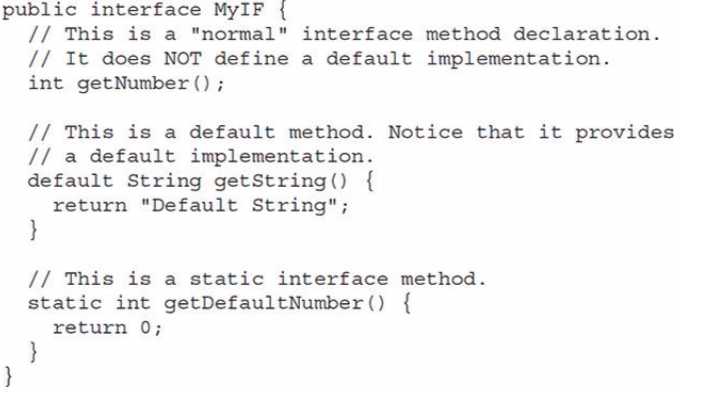 public interface MyIF {
// This is a "normal" interface method declaration.
// It does NOT define a default implementation.
int getNumber();
// This is a default method. Notice that it provides
// a default implementation.
default String getString() {
return "Default String";
}
// This is a static interface method.
static int getDefaultNumber() {
return 0;
}
}